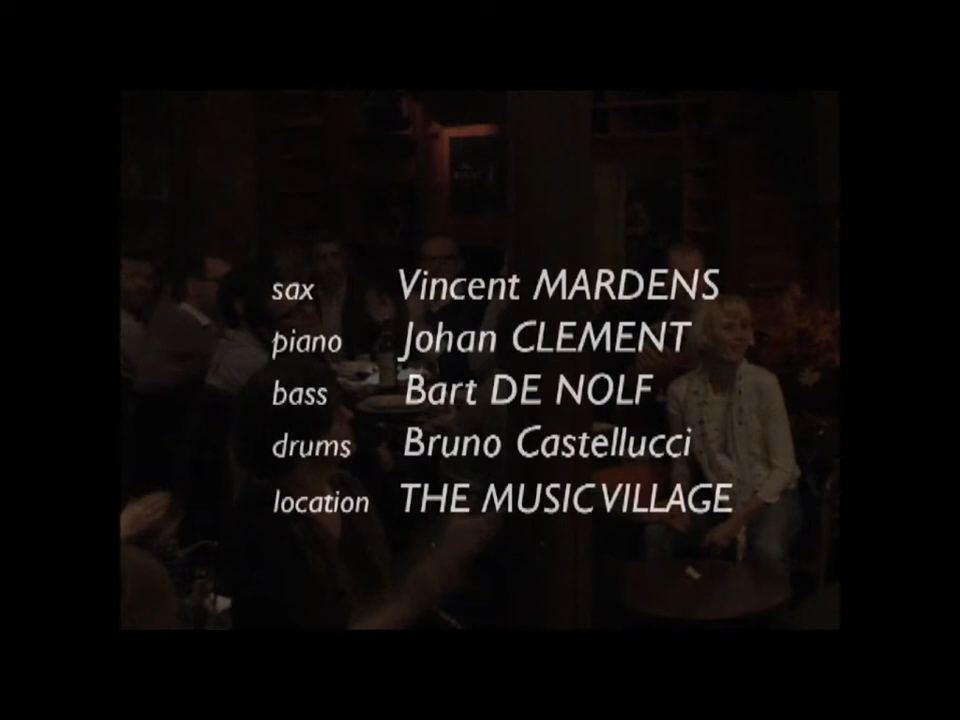 sax Vincent MARDENS
piano Johan CLEMENT
bass Bart DE NOLF
drums Bruno Castellucci
location THE MUSIC VILLAGE